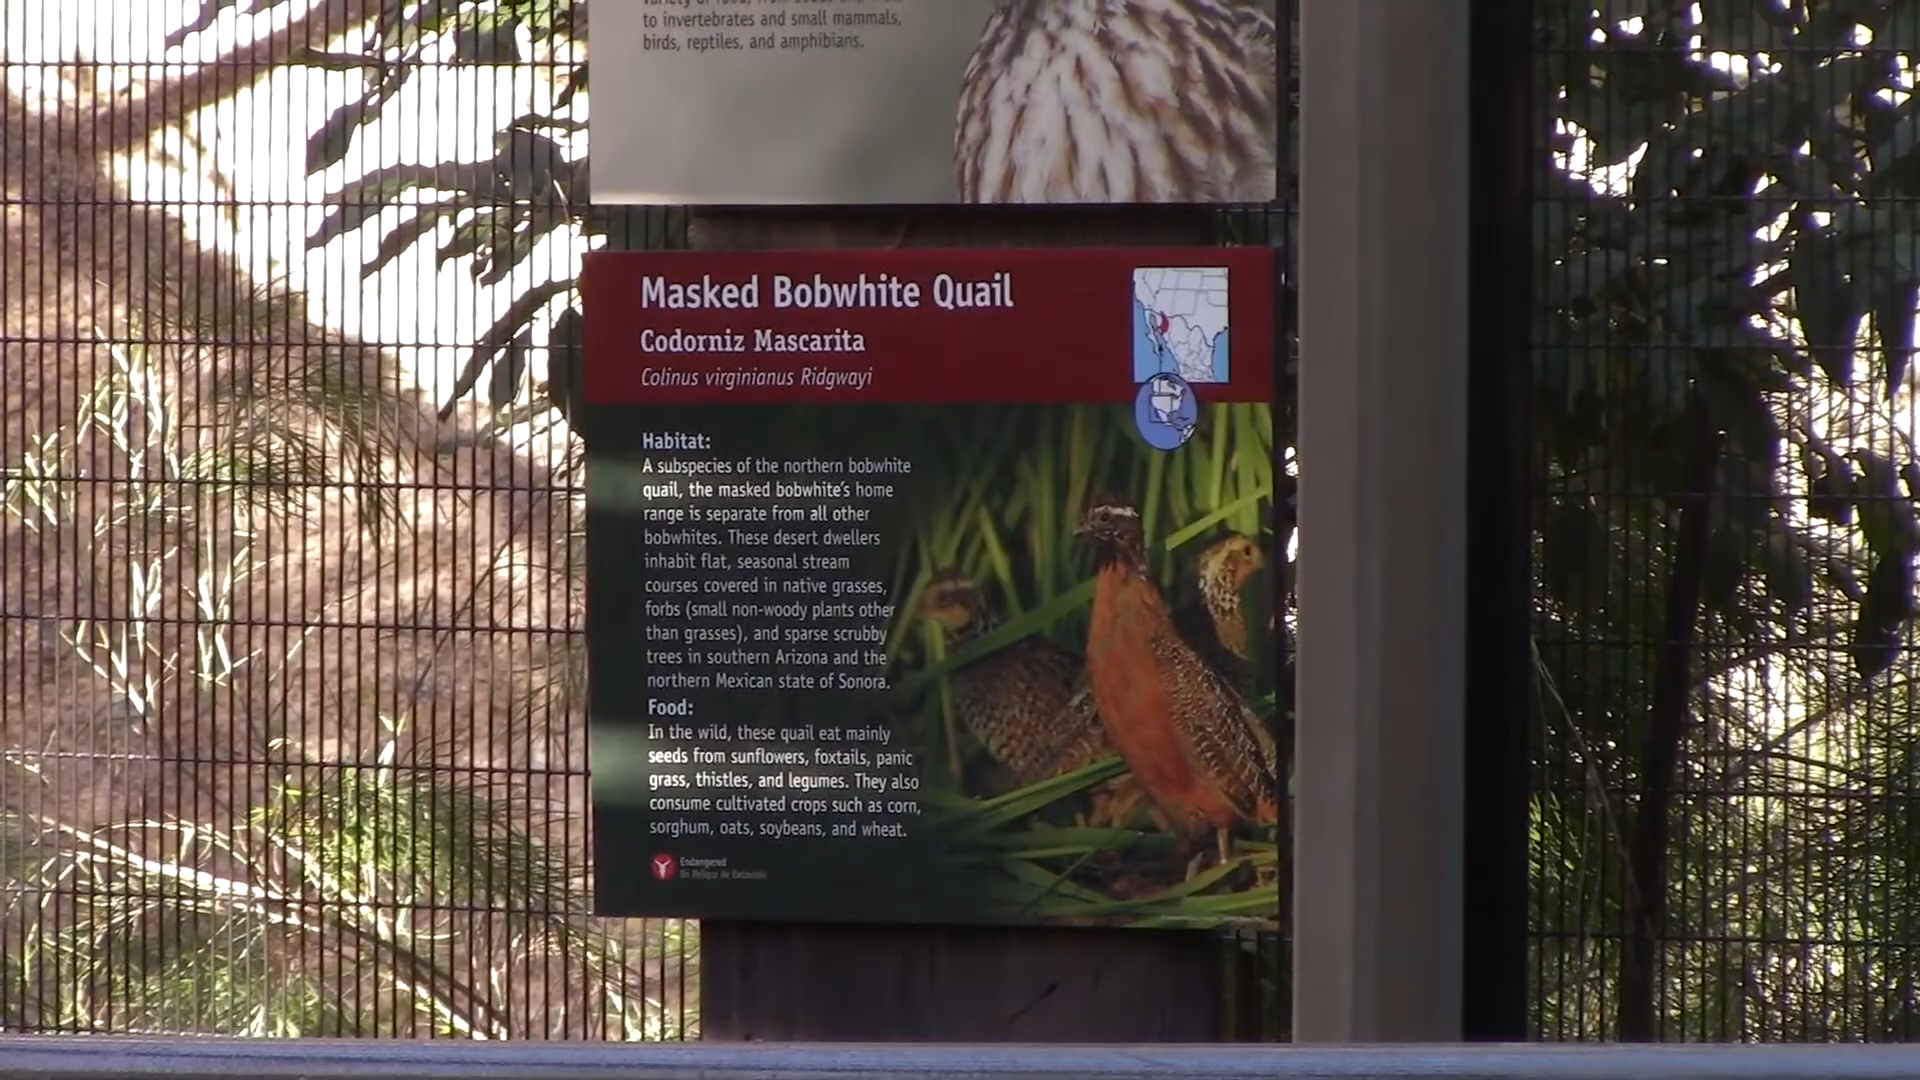 to invertebrates and small mammals,
birds, reptiles, and amphibians.
Masked Bobwhite Quail
Codorniz Mascarita
Colinus virginianus Ridgwayi
Habitat:
A subspecies of the northern bobwhite
quail, the masked bobwhite's home
range is separate from all other
bobwhites. These desert dwellers
inhabit flat, seasonal stream
courses covered in native grasses,
forbs (small non-woody plants other
than grasses), and sparse scrubby
trees in southern Arizona and the
northern Mexican state of Sonora.
Food:
In the wild, these quail eat mainly
seeds from sunflowers, foxtails, panic
grass, thistles, and legumes. They also
consume cultivated crops such as corn,
sorghum, oats, soybeans, and wheat.
Endangered
En Peligro de Extinción